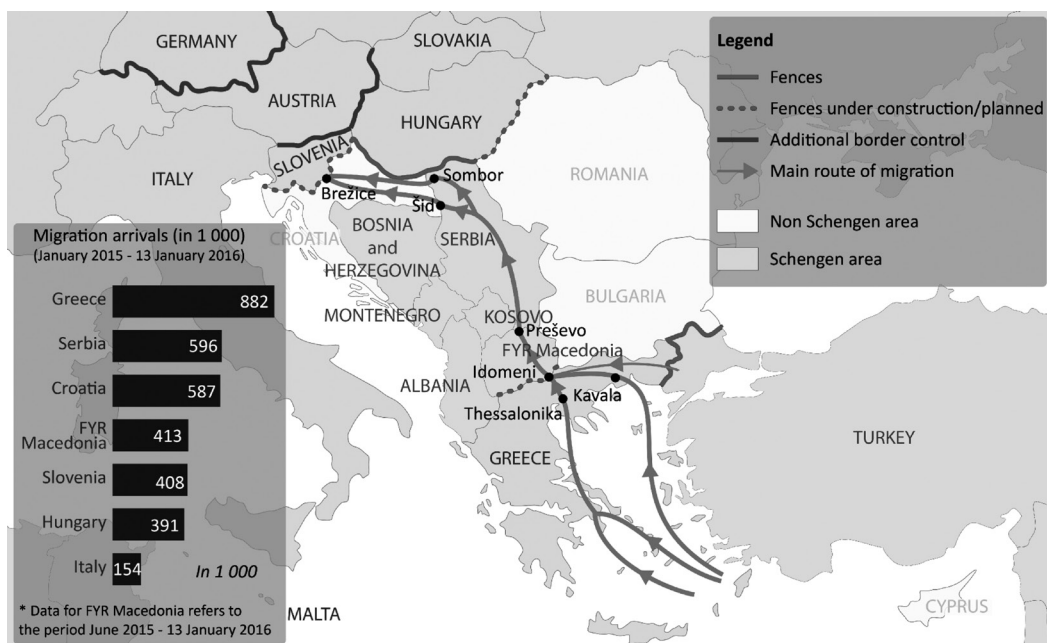 GERMANY
SLOVAKIA
AUSTRIA
HUNGARY
SLOVENIA
ITALY
Brežice
Sombor
Šid
ROMANIA
CROATIA
BOSNIA
and
HERZEGOVINA
SERBIA
MONTENEGRO
KOSOVO
BULGARIA
Preševo
FYR Macedonia
Idomeni
ALBANIA
Thessalonika
Kavala
GREECE
TURKEY
MALTA
CYPRUS
Legend
Fences
Fences under construction/planned
Additional border control
Main route of migration
Non Schengen area
Schengen area
Migration arrivals (in 1 000)
(January 2015 - 13 January 2016)
Greece 882
Serbia 596
Croatia 587
FYR
Macedonia 413
Slovenia 408
Hungary 391
Italy 154
In 1 000
* Data for FYR Macedonia refers to
the period June 2015 - 13 January 2016